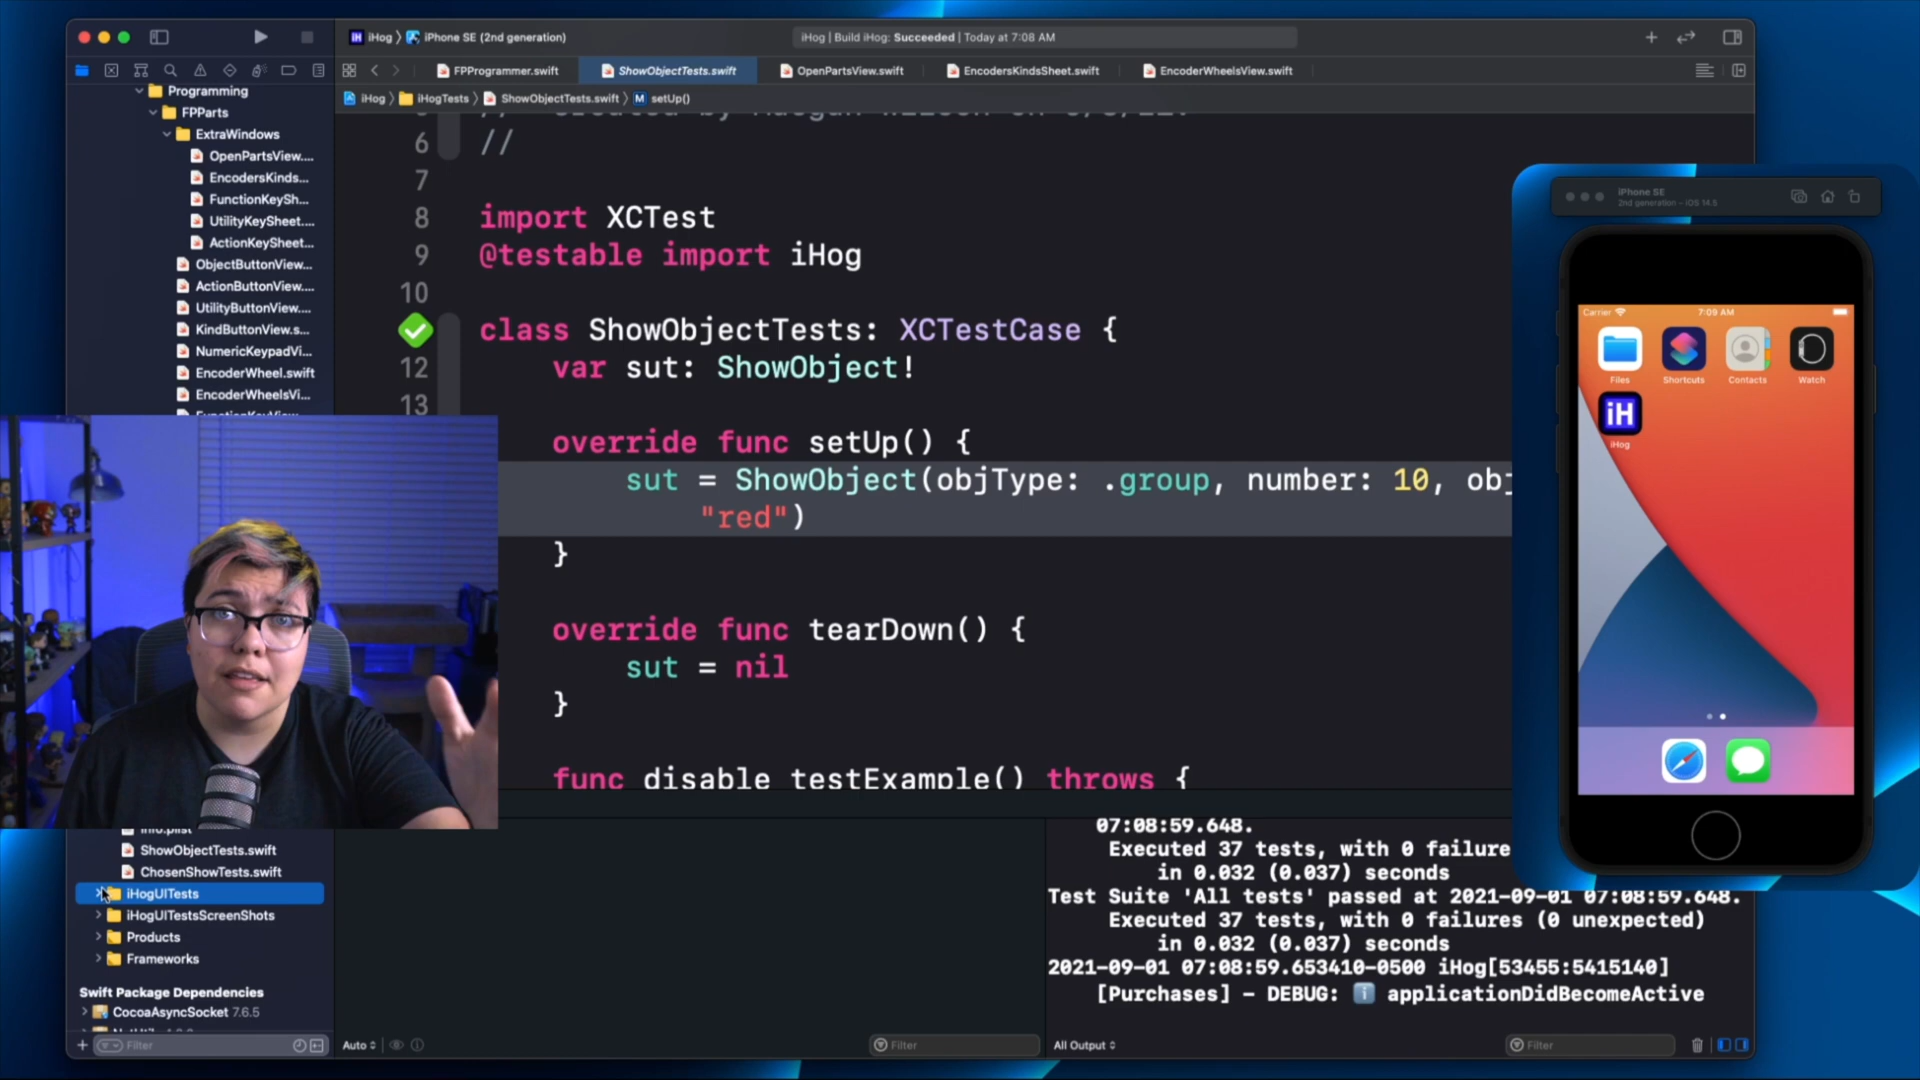 iHog 〉 iPhone SE (2nd generation)
iHog | Build iHog: Succeeded | Today at 7:08 AM
FPProgrammer.swift
ShowObjectTests.swift
OpenPartsView.swift
EncodersKindsSheet.swift
EncoderWheelsView.swift
iHog 〉 iHogTests 〉 ShowObjectTests.swift 〉 M setUp()
Programming
FPParts
ExtraWindows
OpenPartsView....
EncodersKinds...
FunctionKeySh...
UtilityKeySheet....
ActionKeySheet...
ObjectButtonView...
ActionButtonView....
UtilityButtonView....
KindButtonView.s...
NumericKeypadVi...
EncoderWheel.swift
EncoderWheelsVi...
Info.plist
ShowObjectTests.swift
ChosenShowTests.swift
iHogUITests
iHogUITestsScreenShots
Products
Frameworks
Swift Package Dependencies
CocoaAsyncSocket 7.6.5
Filter
6 //
7
8 import XCTest
9 @testable import iHog
10
class ShowObjectTests: XCTestCase {
12 var sut: ShowObject!
13
override func setUp() {
sut = ShowObject(objType: .group, number: 10, obj
"red")
}
override func tearDown() {
sut = nil
}
func disable_testExample() throws {
07:08:59.648.
Executed 37 tests, with 0 failure
in 0.032 (0.037) seconds
Test Suite 'All tests' passed at 2021-09-01 07:08:59.648.
Executed 37 tests, with 0 failures (0 unexpected)
in 0.032 (0.037) seconds
2021-09-01 07:08:59.653410-0500 iHog[53455:5415140]
[Purchases] - DEBUG: ℹ️ applicationDidBecomeActive
Auto
Filter
All Output
Filter
iPhone SE
2nd generation – iOS 14.5
Carrier
7:09 AM
Files
Shortcuts
Contacts
Watch
iH
iHog